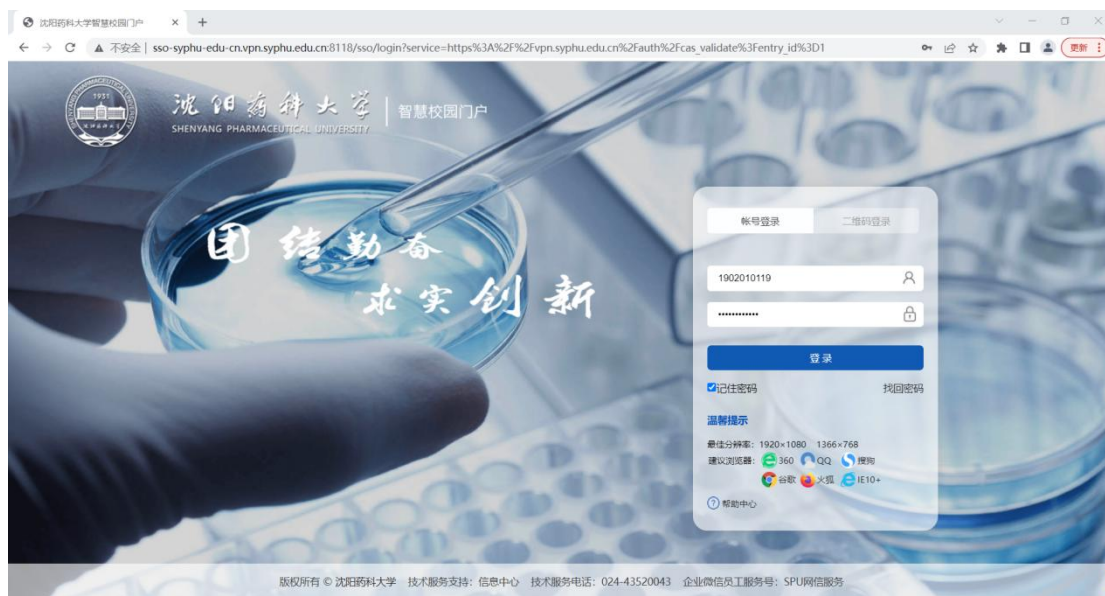 沈阳药科大学智慧校园门户
不安全 | sso-syphu-edu-cn.vpn.syphu.edu.cn:8118/sso/login?service=https%3A%2F%2Fvpn.syphu.edu.cn%2Fauth%2Fcas_validate%3Fentry_id%3D1
更新
1931
沈阳药科大学
SHENYANG PHARMACEUTICAL UNIVERSITY
智慧校园门户
团结勤奋
求实创新
帐号登录 二维码登录
1902010119
••••••••••••
登录
记住密码 找回密码
温馨提示
最佳分辨率: 1920×1080 1366×768
建议浏览器: 360 QQ 搜狗
谷歌 火狐 IE10+
帮助中心
版权所有 © 沈阳药科大学 技术服务支持: 信息中心 技术服务电话: 024-43520043 企业微信员工服务号: SPU网信服务